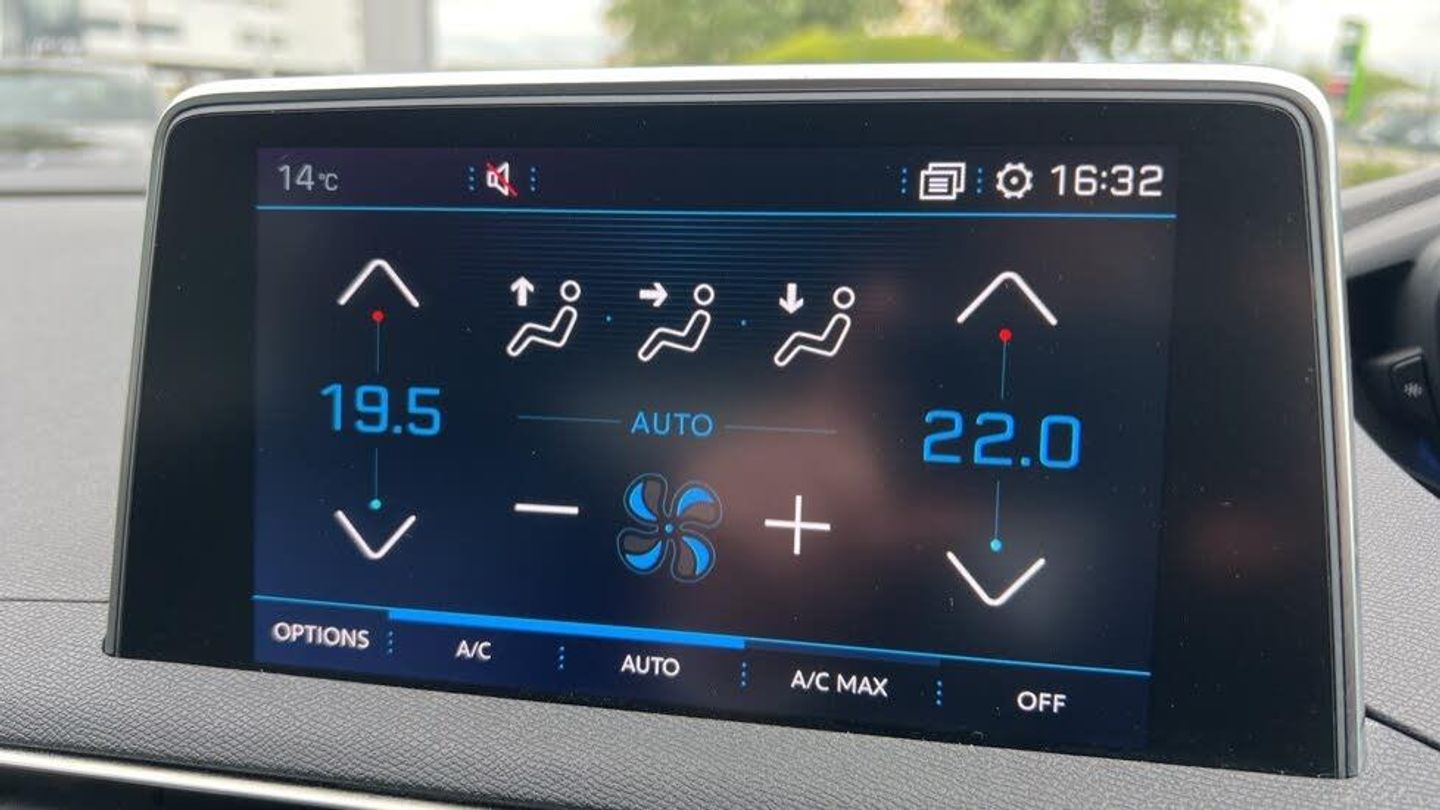 14°C 16:32
19.5
AUTO
22.0
OPTIONS A/C AUTO A/C MAX OFF